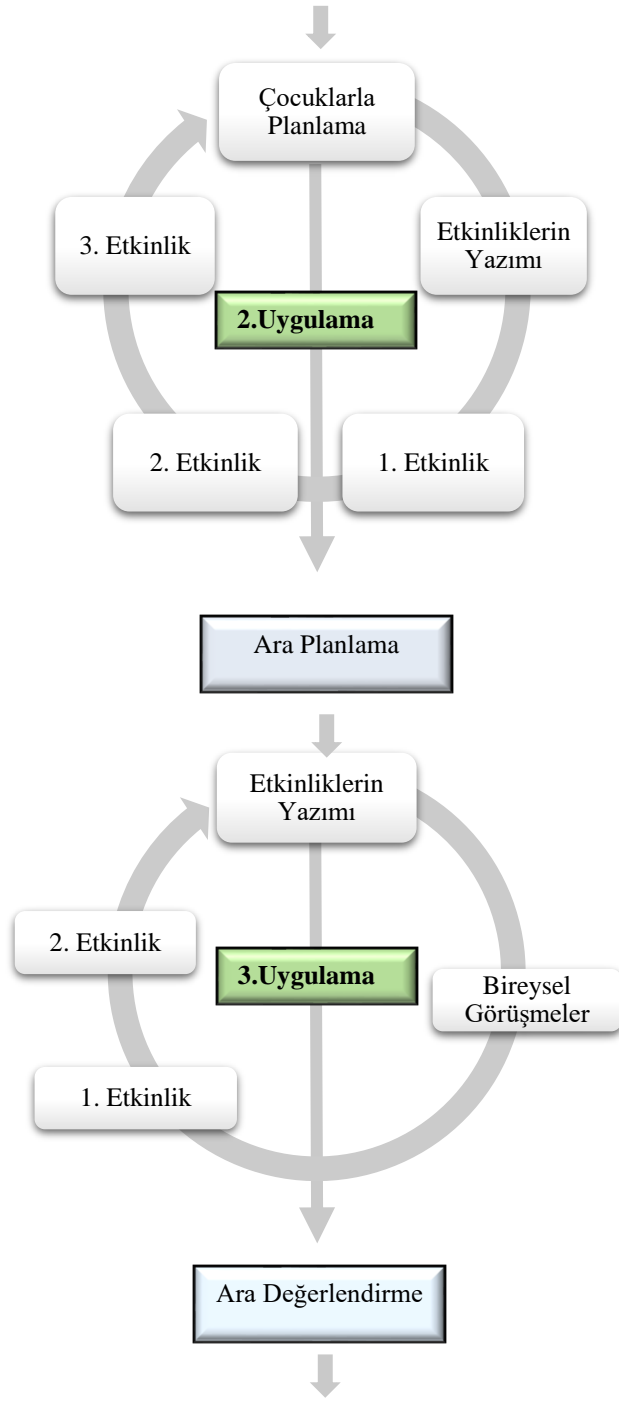 Çocuklarla
Planlama
3. Etkinlik
Etkinliklerin
Yazımı
2.Uygulama
2. Etkinlik
1. Etkinlik
Ara Planlama
Etkinliklerin
Yazımı
2. Etkinlik
3.Uygulama
Bireysel
Görüşmeler
1. Etkinlik
Ara Değerlendirme